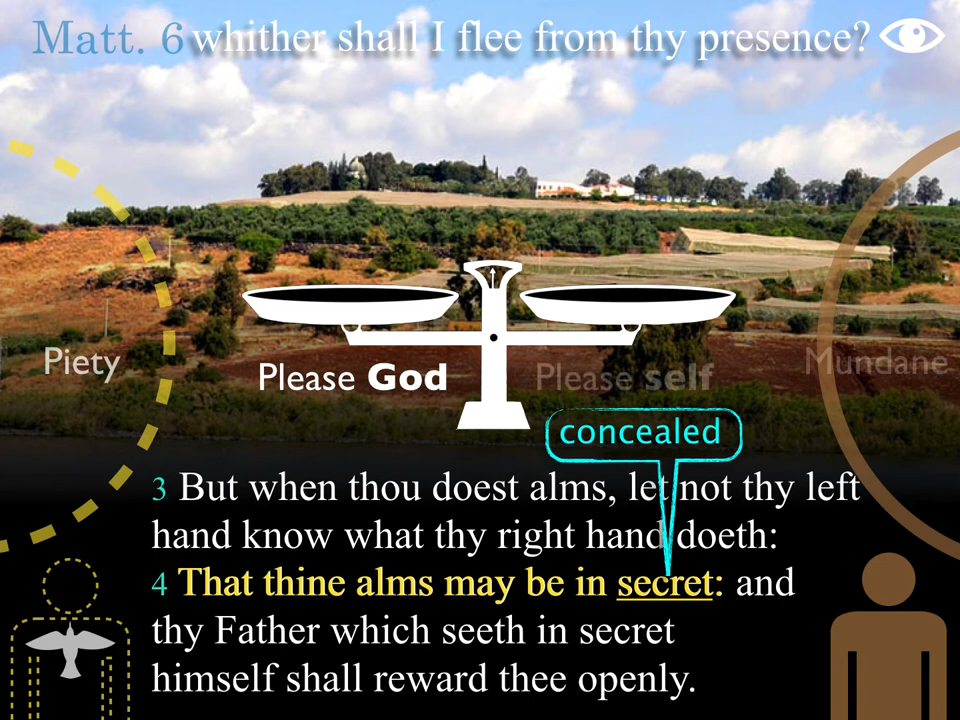 Matt. 6 whither shall I flee from thy presence?
Piety
Please God
Please self
Mundane
concealed
3 But when thou doest alms, let not thy left
hand know what thy right hand doeth:
4 That thine alms may be in secret: and
thy Father which seeth in secret
himself shall reward thee openly.